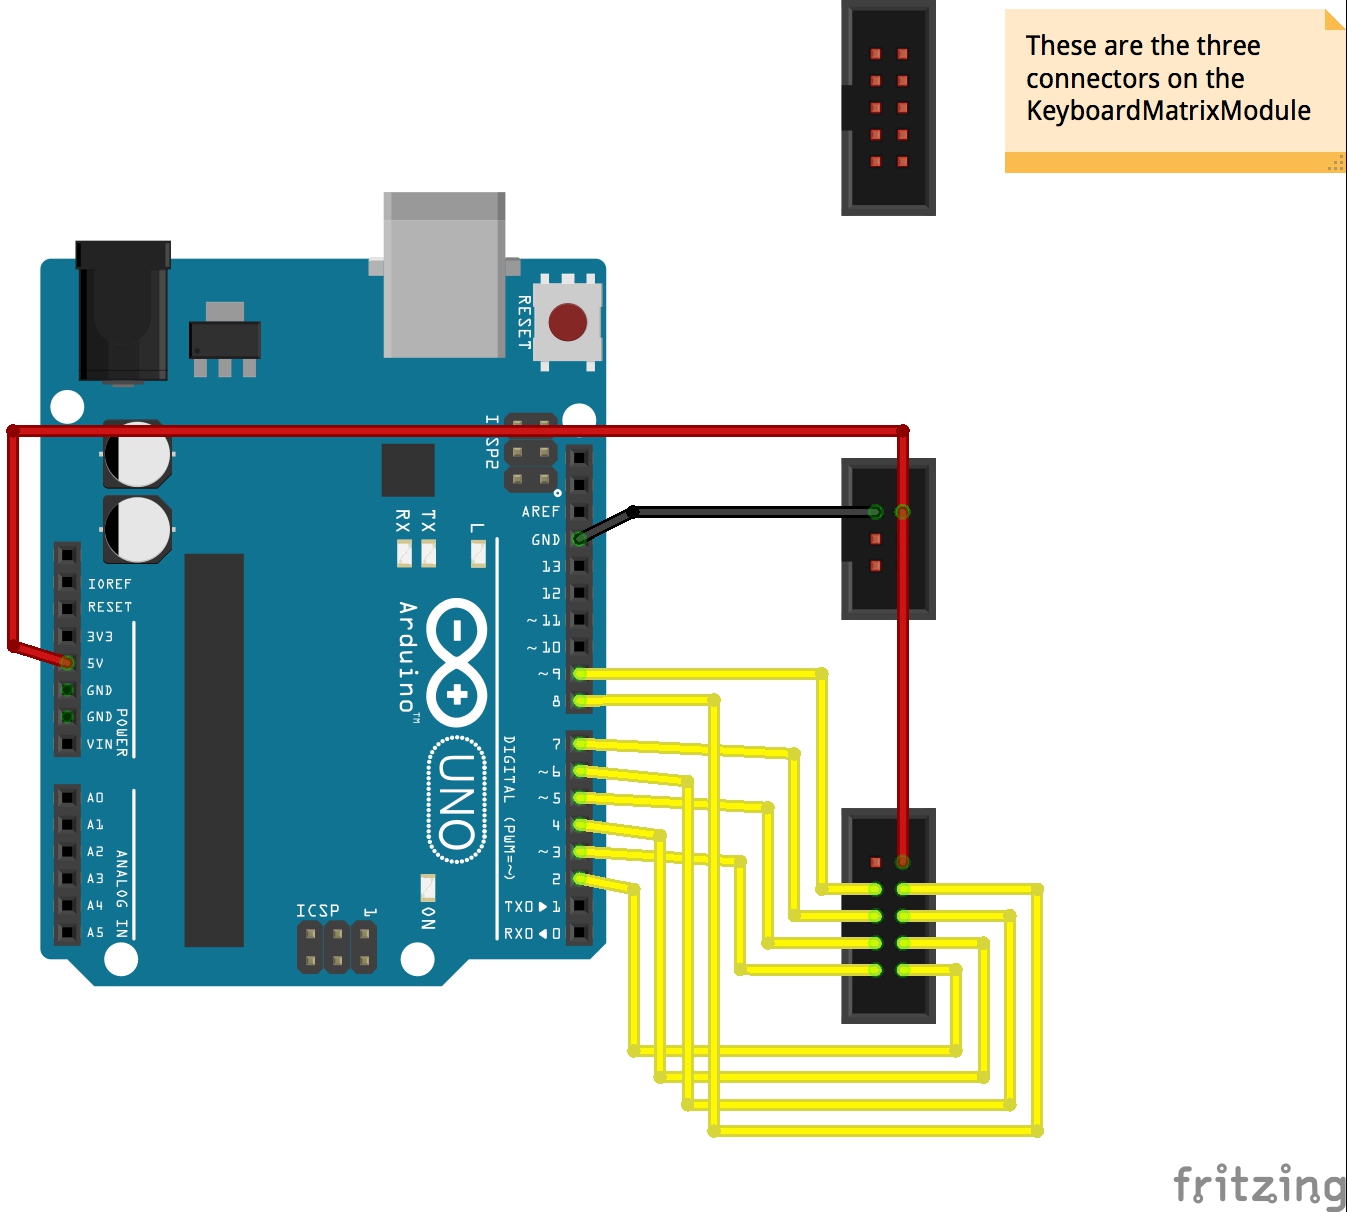 These are the three
connectors on the
KeyboardMatrixModule
RESET
ICSP2
AREF
GND
13
12
~11
~10
~9
8
7
~6
~5
4
~3
2
TX0▶1
RX0◀0
DIGITAL (PWM=~)
RX
TX
L
Arduino™
UNO
ON
ICSP
1
IOREF
RESET
3V3
5V
GND
GND
VIN
POWER
A0
A1
A2
A3
A4
A5
ANALOG IN
fritzing